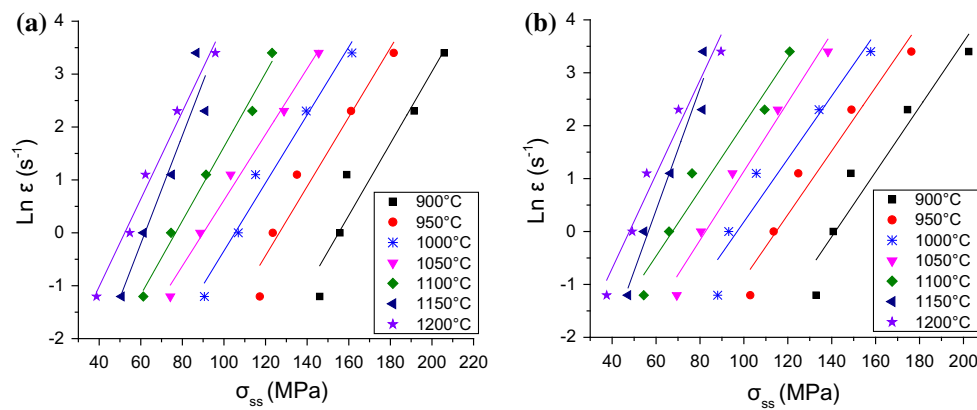 (a)
4
3
2
1
0
-1
-2
Ln ε (s⁻¹)
40 60 80 100 120 140 160 180 200 220
σss (MPa)
900°C
950°C
1000°C
1050°C
1100°C
1150°C
1200°C
(b)
4
3
2
1
0
-1
-2
Ln ε (s⁻¹)
40 60 80 100 120 140 160 180 200
σss (MPa)
900°C
950°C
1000°C
1050°C
1100°C
1150°C
1200°C